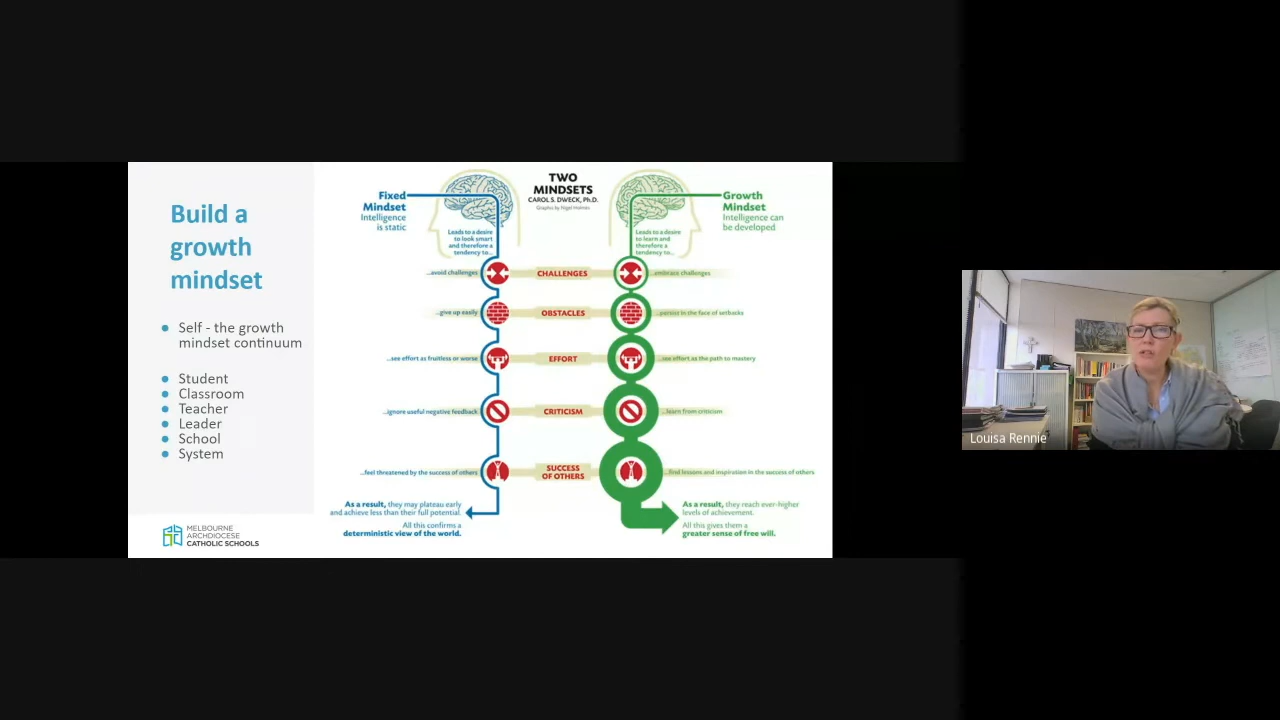 Build a
growth
mindset
Self - the growth
mindset continuum
Student
Classroom
Teacher
Leader
School
System
MELBOURNE
ARCHDIOCESE
CATHOLIC SCHOOLS
TWO
MINDSETS
CAROL S. DWECK, Ph.D.
Graphic by Nigel Holmes
Fixed
Mindset
Intelligence
is static
Leads to a desire
to look smart
and therefore a
tendency to...
Growth
Mindset
Intelligence can
be developed
Leads to a desire
to learn and
therefore a
tendency to...
...avoid challenges
CHALLENGES
...embrace challenges
...give up easily
OBSTACLES
...persist in the face of setbacks
...see effort as fruitless or worse
EFFORT
...see effort as the path to mastery
...ignore useful negative feedback
CRITICISM
...learn from criticism
...feel threatened by the success of others
SUCCESS
OF OTHERS
...find lessons and inspiration in the success of others
As a result, they may plateau early
and achieve less than their full potential.
All this confirms a
deterministic view of the world.
As a result, they reach ever-higher
levels of achievement.
All this gives them a
greater sense of free will.
Louisa Rennie